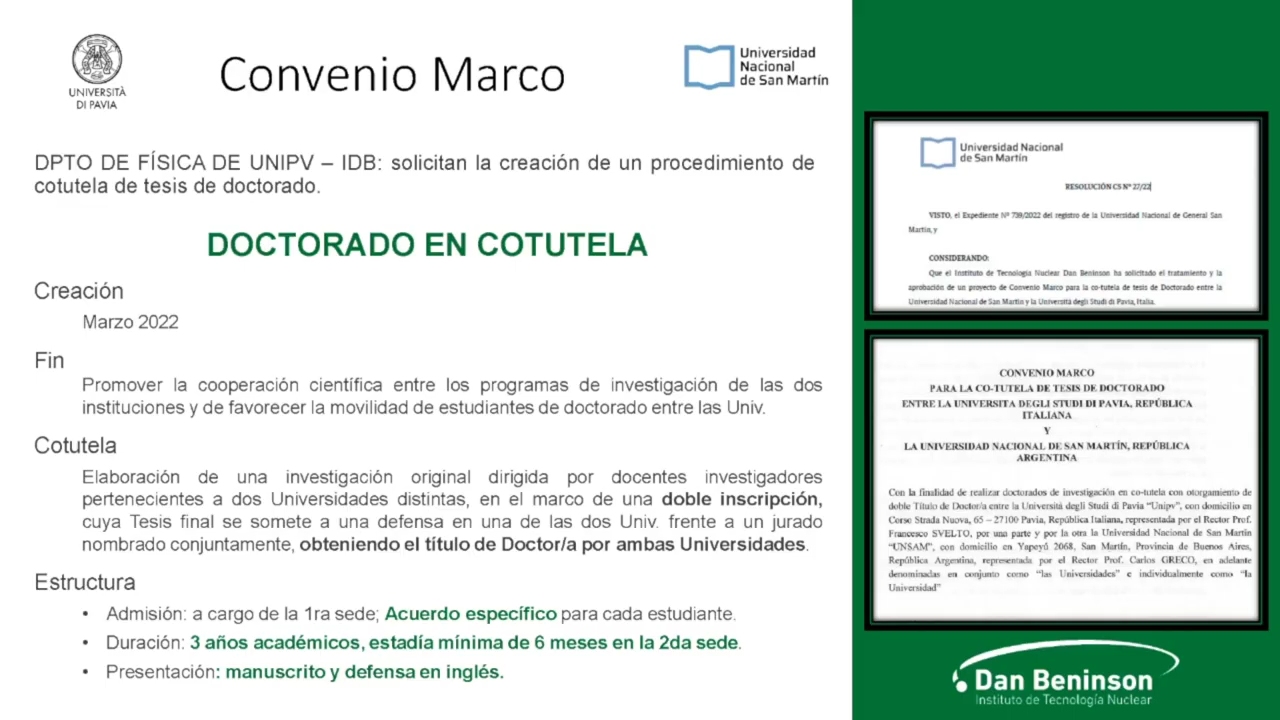 UNIVERSITÀ
DI PAVIA
Convenio Marco
Universidad
Nacional
de San Martín
DPTO DE FÍSICA DE UNIPV – IDB: solicitan la creación de un procedimiento de
cotutela de tesis de doctorado.
DOCTORADO EN COTUTELA
Creación
Marzo 2022
Fin
Promover la cooperación científica entre los programas de investigación de las dos
instituciones y de favorecer la movilidad de estudiantes de doctorado entre las Univ.
Cotutela
Elaboración de una investigación original dirigida por docentes investigadores
pertenecientes a dos Universidades distintas, en el marco de una doble inscripción,
cuya Tesis final se somete a una defensa en una de las dos Univ. frente a un jurado
nombrado conjuntamente, obteniendo el título de Doctor/a por ambas Universidades.
Estructura
• Admisión: a cargo de la 1ra sede; Acuerdo específico para cada estudiante.
• Duración: 3 años académicos, estadía mínima de 6 meses en la 2da sede.
• Presentación: manuscrito y defensa en inglés.
Universidad Nacional
de San Martín
RESOLUCIÓN CS Nº 27/22
VISTO, el Expediente Nº 739/2022 del registro de la Universidad Nacional de General San
Martín, y
CONSIDERANDO:
Que el Instituto de Tecnología Nuclear Dan Beninson ha solicitado el tratamiento y la
aprobación de un proyecto de Convenio Marco para la co-tutela de tesis de Doctorado entre la
Universidad Nacional de San Martín y la Università degli Studi di Pavia, Italia.
CONVENIO MARCO
PARA LA CO-TUTELA DE TESIS DE DOCTORADO
ENTRE LA UNIVERSITA DEGLI STUDI DI PAVIA, REPÚBLICA
ITALIANA
Y
LA UNIVERSIDAD NACIONAL DE SAN MARTÍN, REPÚBLICA
ARGENTINA
Con la finalidad de realizar doctorados de investigación en co-tutela con otorgamiento de
doble Título de Doctor/a entre la Università degli Studi di Pavia “Unipv”, con domicilio en
Corso Strada Nuova, 65 – 27100 Pavia, República Italiana, representada por el Rector Prof.
Francesco SVELTO, por una parte y por la otra la Universidad Nacional de San Martín
“UNSAM”, con domicilio en Yapeyú 2068, San Martín, Provincia de Buenos Aires,
República Argentina, representada por el Rector Prof. Carlos GRECO, en adelante
denominadas en conjunto como “las Universidades” e individualmente como “la
Universidad”
Dan Beninson
Instituto de Tecnología Nuclear